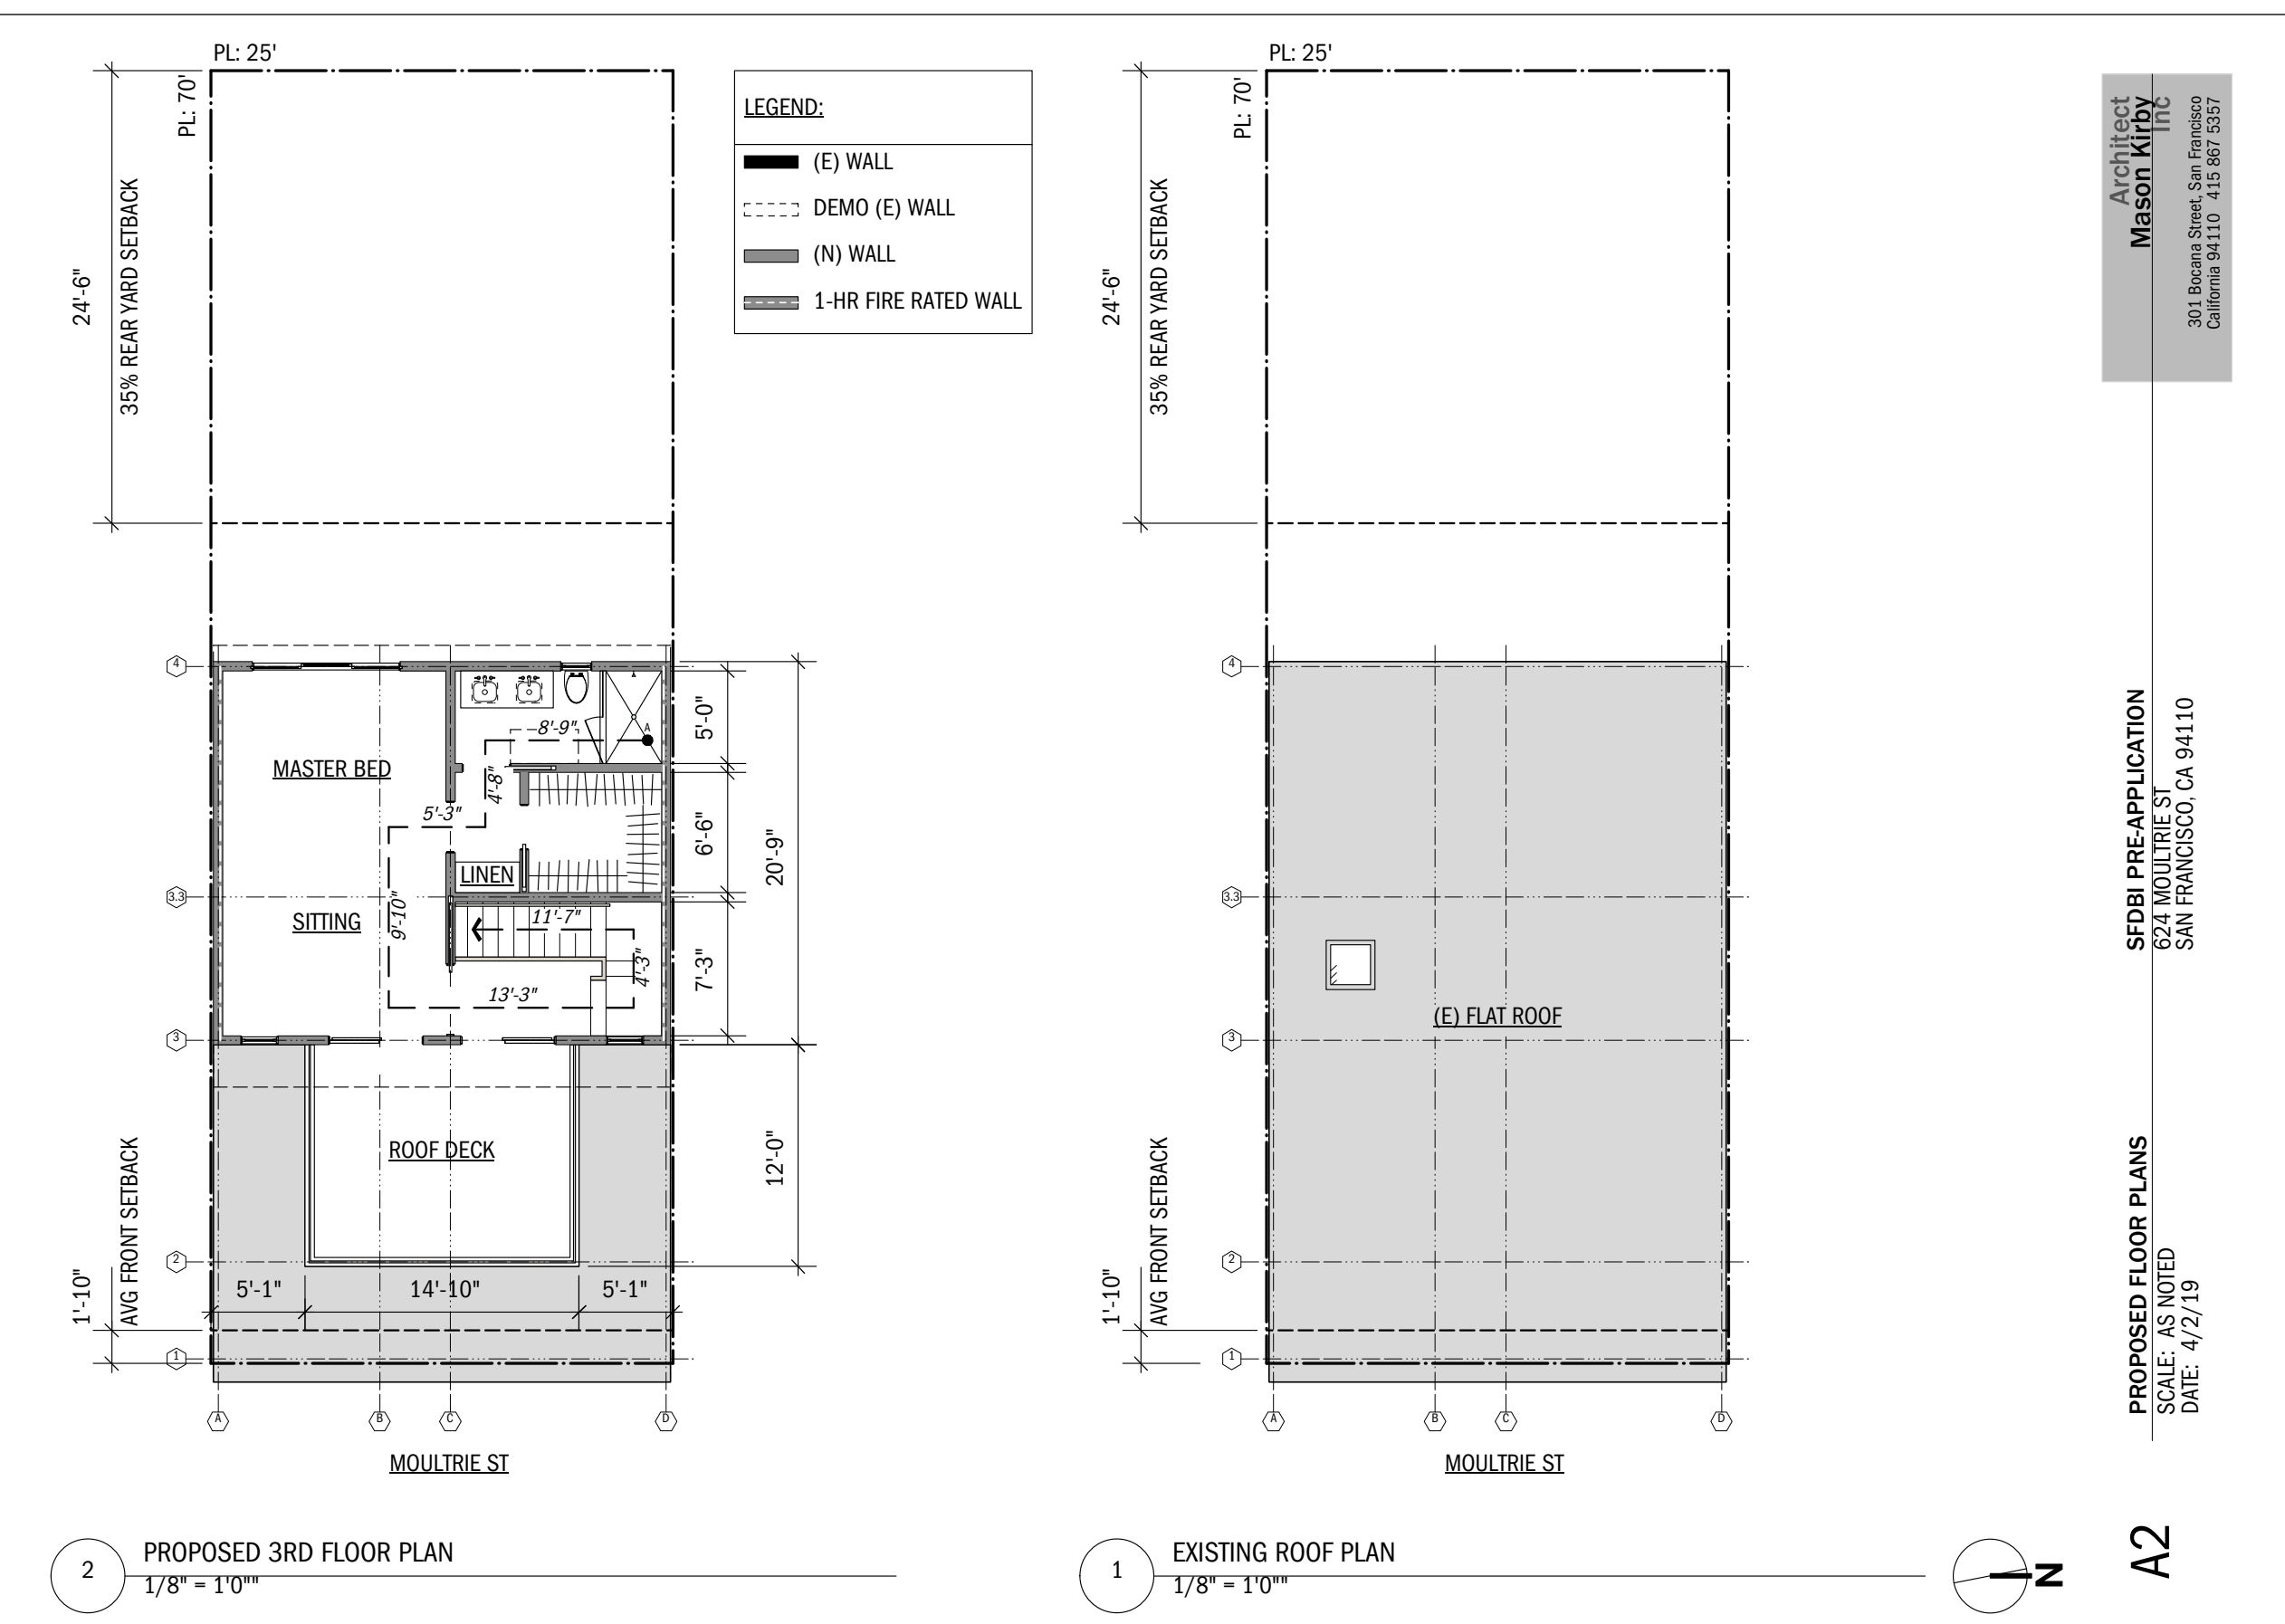 PL: 25'
PL: 70'
24'-6"
35% REAR YARD SETBACK
LEGEND:
(E) WALL
DEMO (E) WALL
(N) WALL
1-HR FIRE RATED WALL
4
3.3
3
2
1
MASTER BED
8'-9"
A
4'-8"
5'-3"
LINEN
SITTING
9'-10"
11'-7"
4'-3"
13'-3"
5'-0"
6'-6"
7'-3"
20'-9"
12'-0"
ROOF DECK
1'-10"
AVG FRONT SETBACK
5'-1"
14'-10"
5'-1"
A
B
C
D
MOULTRIE ST
2
PROPOSED 3RD FLOOR PLAN
1/8" = 1'0""
PL: 25'
PL: 70'
24'-6"
35% REAR YARD SETBACK
4
3.3
3
2
1
(E) FLAT ROOF
1'-10"
AVG FRONT SETBACK
A
B
C
D
MOULTRIE ST
1
EXISTING ROOF PLAN
1/8" = 1'0""
N
Architect
Mason Kirby
Inc
301 Bocana Street, San Francisco
California 94110 415 867 5357
SFDBI PRE-APPLICATION
624 MOULTRIE ST
SAN FRANCISCO, CA 94110
PROPOSED FLOOR PLANS
SCALE: AS NOTED
DATE: 4/2/19
A2